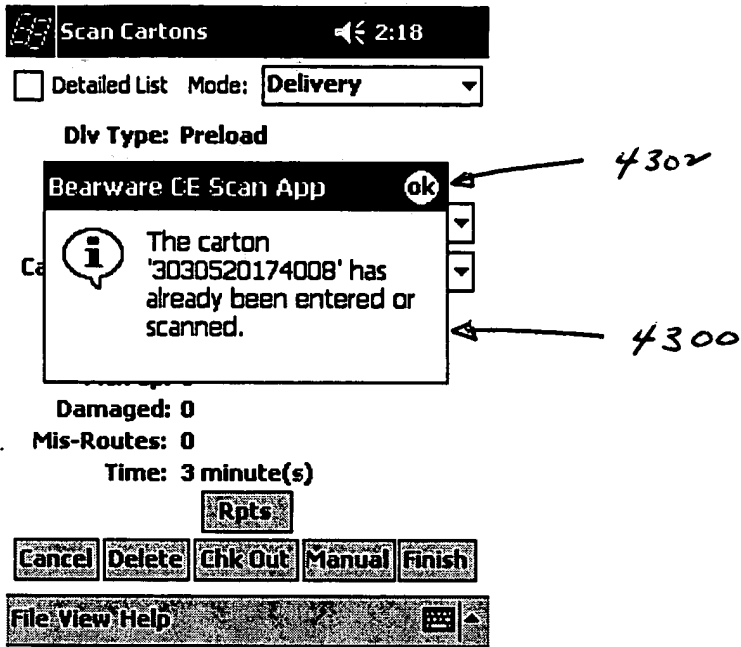 Scan Cartons 2:18
Detailed List Mode: Delivery
Dlv Type: Preload
4302
Bearware CE Scan App ok
Ca
The carton
'3030520174008' has
already been entered or
scanned.
4300
Damaged: 0
Mis-Routes: 0
Time: 3 minute(s)
Rpts
Cancel Delete Chk Out Manual Finish
File View Help